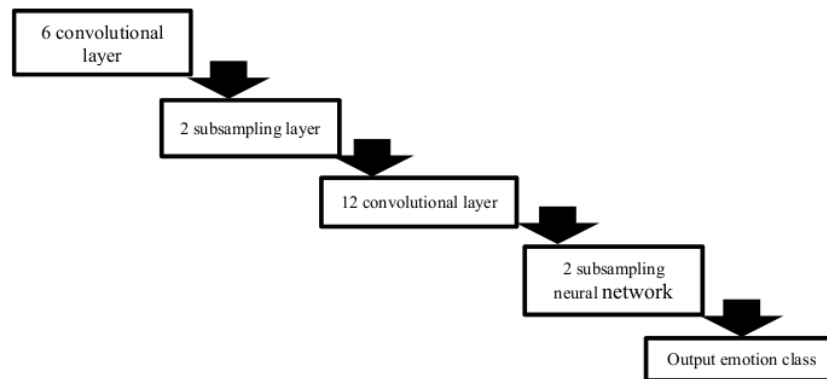 6 convolutional
layer
2 subsampling layer
12 convolutional layer
2 subsampling
neural network
Output emotion class